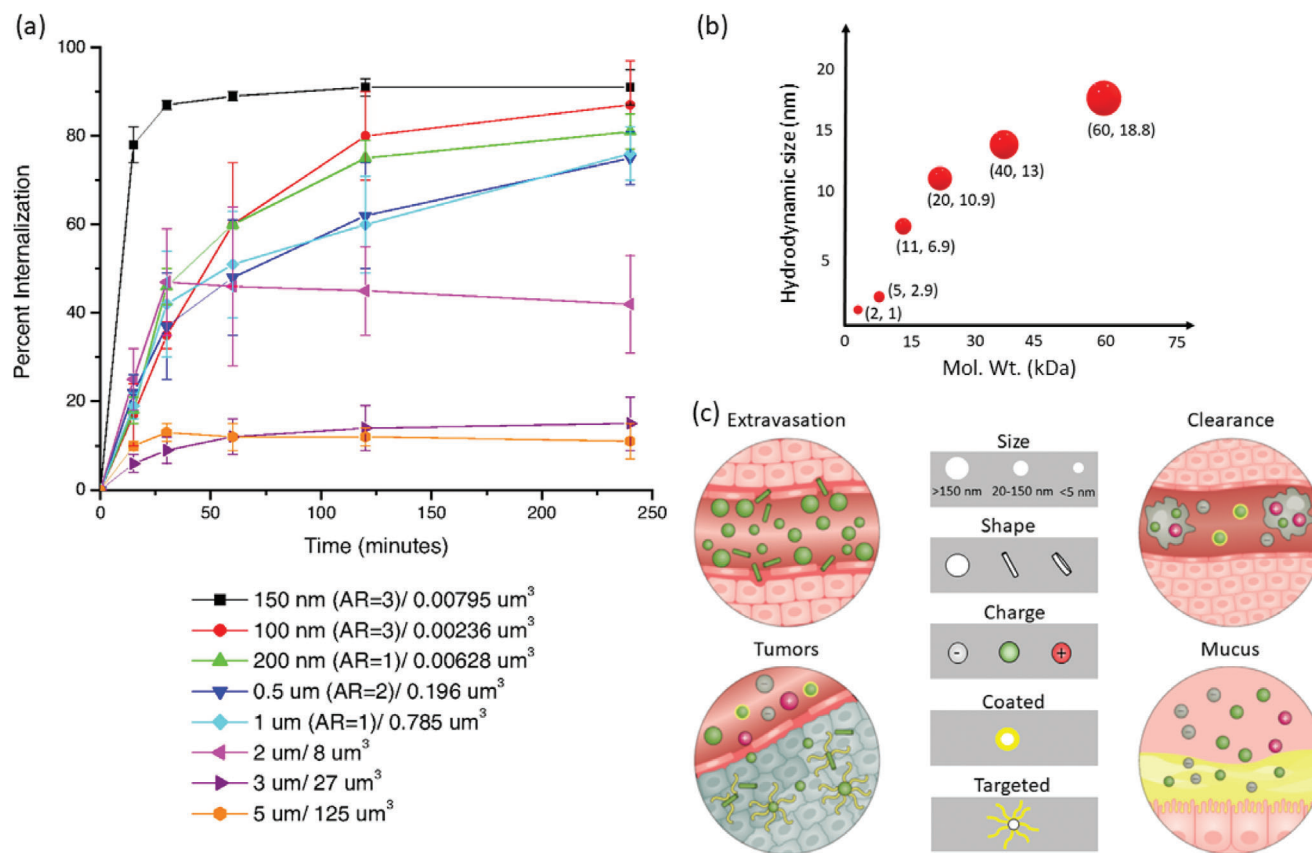 (a)
100
80
60
40
20
0
Percent Internalization
0 50 100 150 200 250
Time (minutes)
150 nm (AR=3)/ 0.00795 um³
100 nm (AR=3)/ 0.00236 um³
200 nm (AR=1)/ 0.00628 um³
0.5 um (AR=2)/ 0.196 um³
1 um (AR=1)/ 0.785 um³
2 um/ 8 um³
3 um/ 27 um³
5 um/ 125 um³
(b)
Hydrodynamic size (nm)
20
15
10
5
(60, 18.8)
(40, 13)
(20, 10.9)
(11, 6.9)
(5, 2.9)
(2, 1)
0 15 30 45 60 75
Mol. Wt. (kDa)
(c)
Extravasation
Size
>150 nm 20-150 nm <5 nm
Shape
Charge
- +
Coated
Targeted
Clearance
Tumors
Mucus